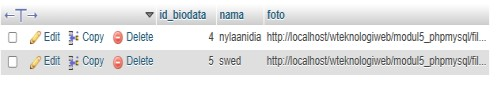 ←T→ id_biodata nama foto
Edit Copy Delete 4 nylaanidia http://localhost/wteknologiweb/modul5_phpmysql/fil...
Edit Copy Delete 5 swed http://localhost/wteknologiweb/modul5_phpmysql/fil...